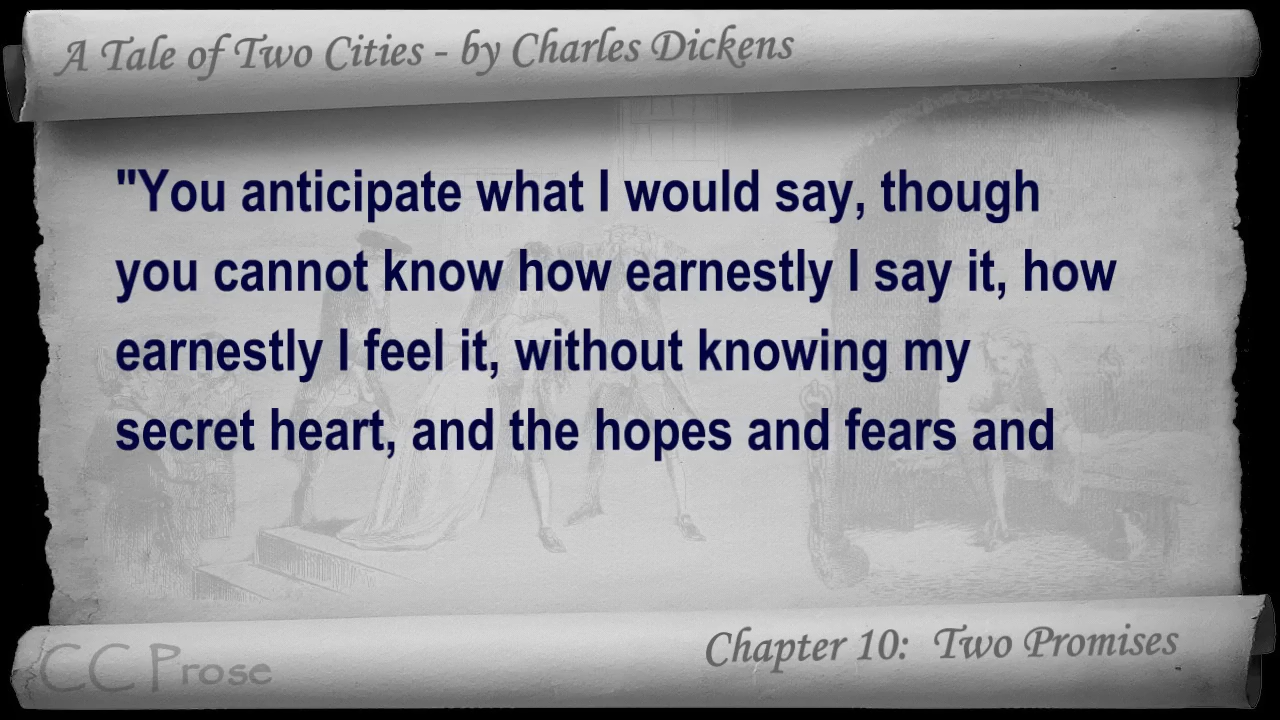 A Tale of Two Cities - by Charles Dickens
"You anticipate what I would say, though
you cannot know how earnestly I say it, how
earnestly I feel it, without knowing my
secret heart, and the hopes and fears and
CC Prose
Chapter 10: Two Promises